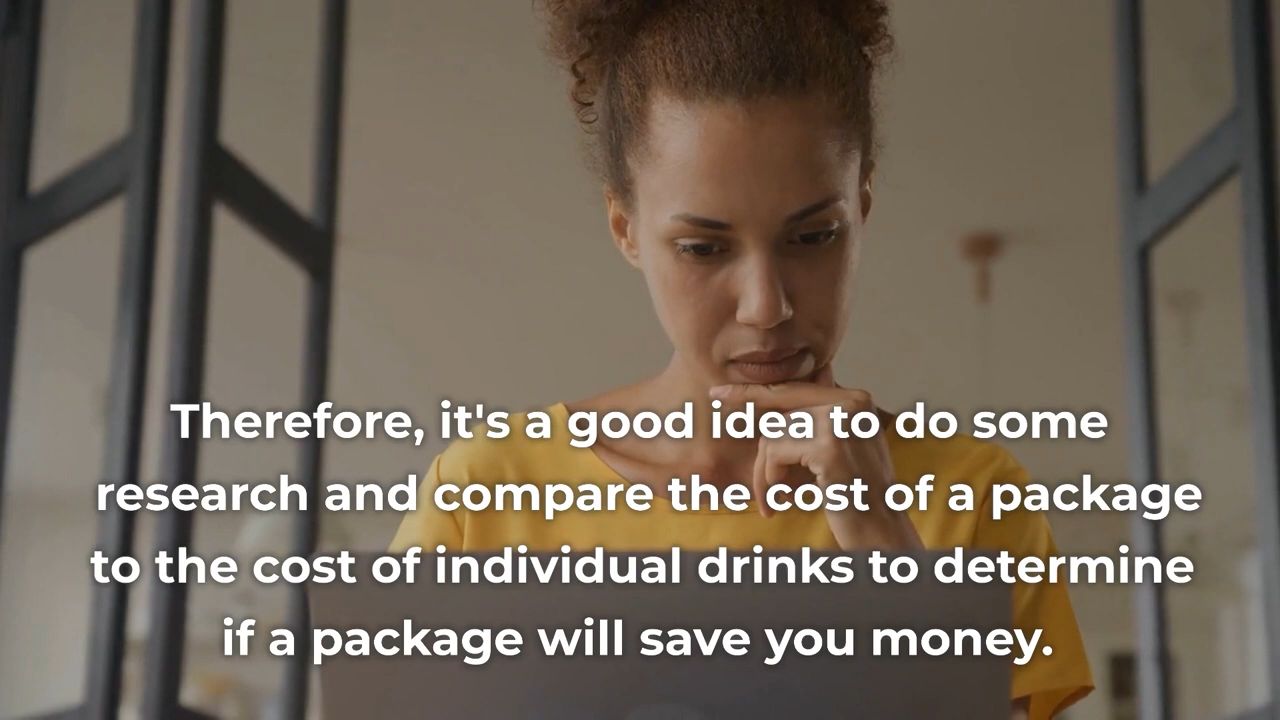 Therefore, it's a good idea to do some
research and compare the cost of a package
to the cost of individual drinks to determine
if a package will save you money.